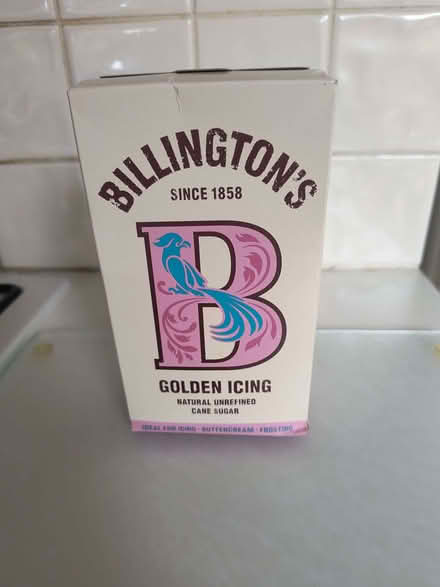 BILLINGTON'S
SINCE 1858
B
GOLDEN ICING
NATURAL UNREFINED
CANE SUGAR
IDEAL FOR ICING · BUTTERCREAM · FROSTING